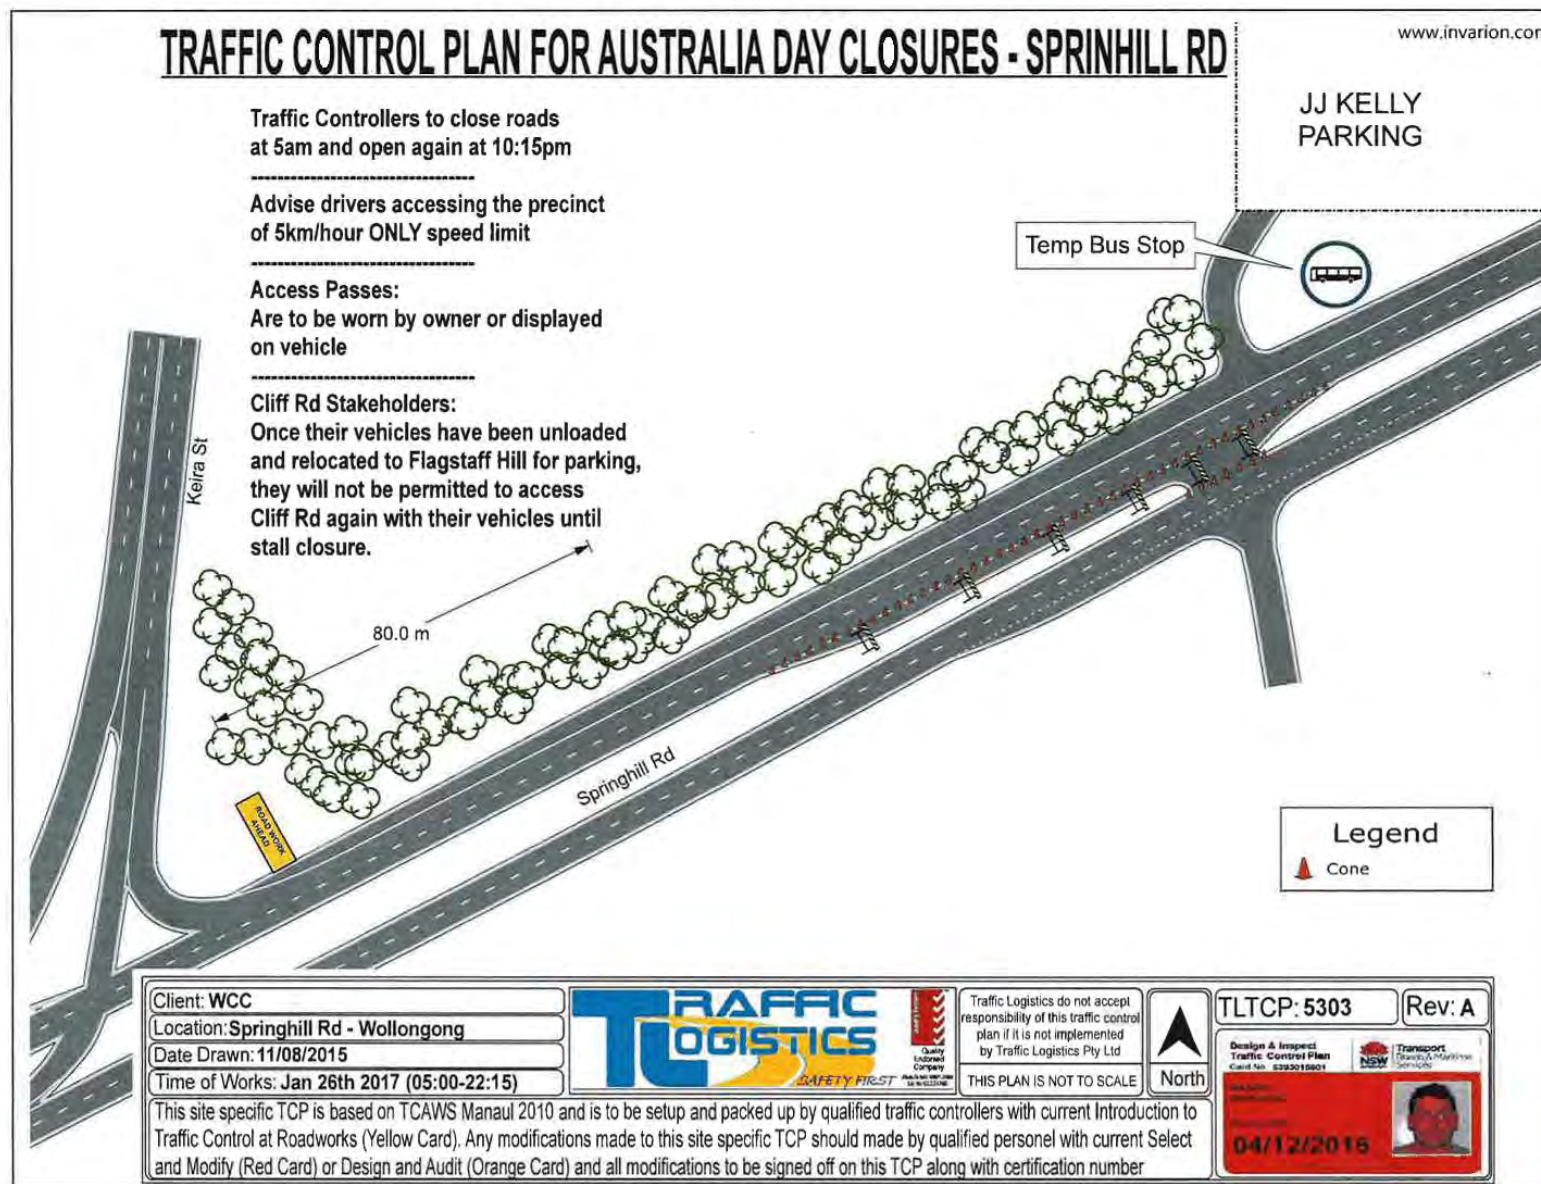 TRAFFIC CONTROL PLAN FOR AUSTRALIA DAY CLOSURES - SPRINHILL RD
www.invarion.com
JJ KELLY
PARKING
Traffic Controllers to close roads
at 5am and open again at 10:15pm
----------------------------------
Advise drivers accessing the precinct
of 5km/hour ONLY speed limit
----------------------------------
Access Passes:
Are to be worn by owner or displayed
on vehicle
----------------------------------
Cliff Rd Stakeholders:
Once their vehicles have been unloaded
and relocated to Flagstaff Hill for parking,
they will not be permitted to access
Cliff Rd again with their vehicles until
stall closure.
Temp Bus Stop
Keira St
80.0 m
Springhill Rd
ROAD WORK
AHEAD
Legend
Cone
Client: WCC
Location: Springhill Rd - Wollongong
Date Drawn: 11/08/2015
Time of Works: Jan 26th 2017 (05:00-22:15)
TRAFFIC
LOGISTICS
SAFETY FIRST
Quality
Endorsed
Company
Traffic Logistics do not accept
responsibility of this traffic control
plan if it is not implemented
by Traffic Logistics Pty Ltd
THIS PLAN IS NOT TO SCALE
North
TLTCP: 5303
Rev: A
Design & Inspect
Traffic Control Plan
Card No.
NSW
Transport
Roads & Maritime
Services
04/12/2016
This site specific TCP is based on TCAWS Manaul 2010 and is to be setup and packed up by qualified traffic controllers with current Introduction to
Traffic Control at Roadworks (Yellow Card). Any modifications made to this site specific TCP should made by qualified personel with current Select
and Modify (Red Card) or Design and Audit (Orange Card) and all modifications to be signed off on this TCP along with certification number